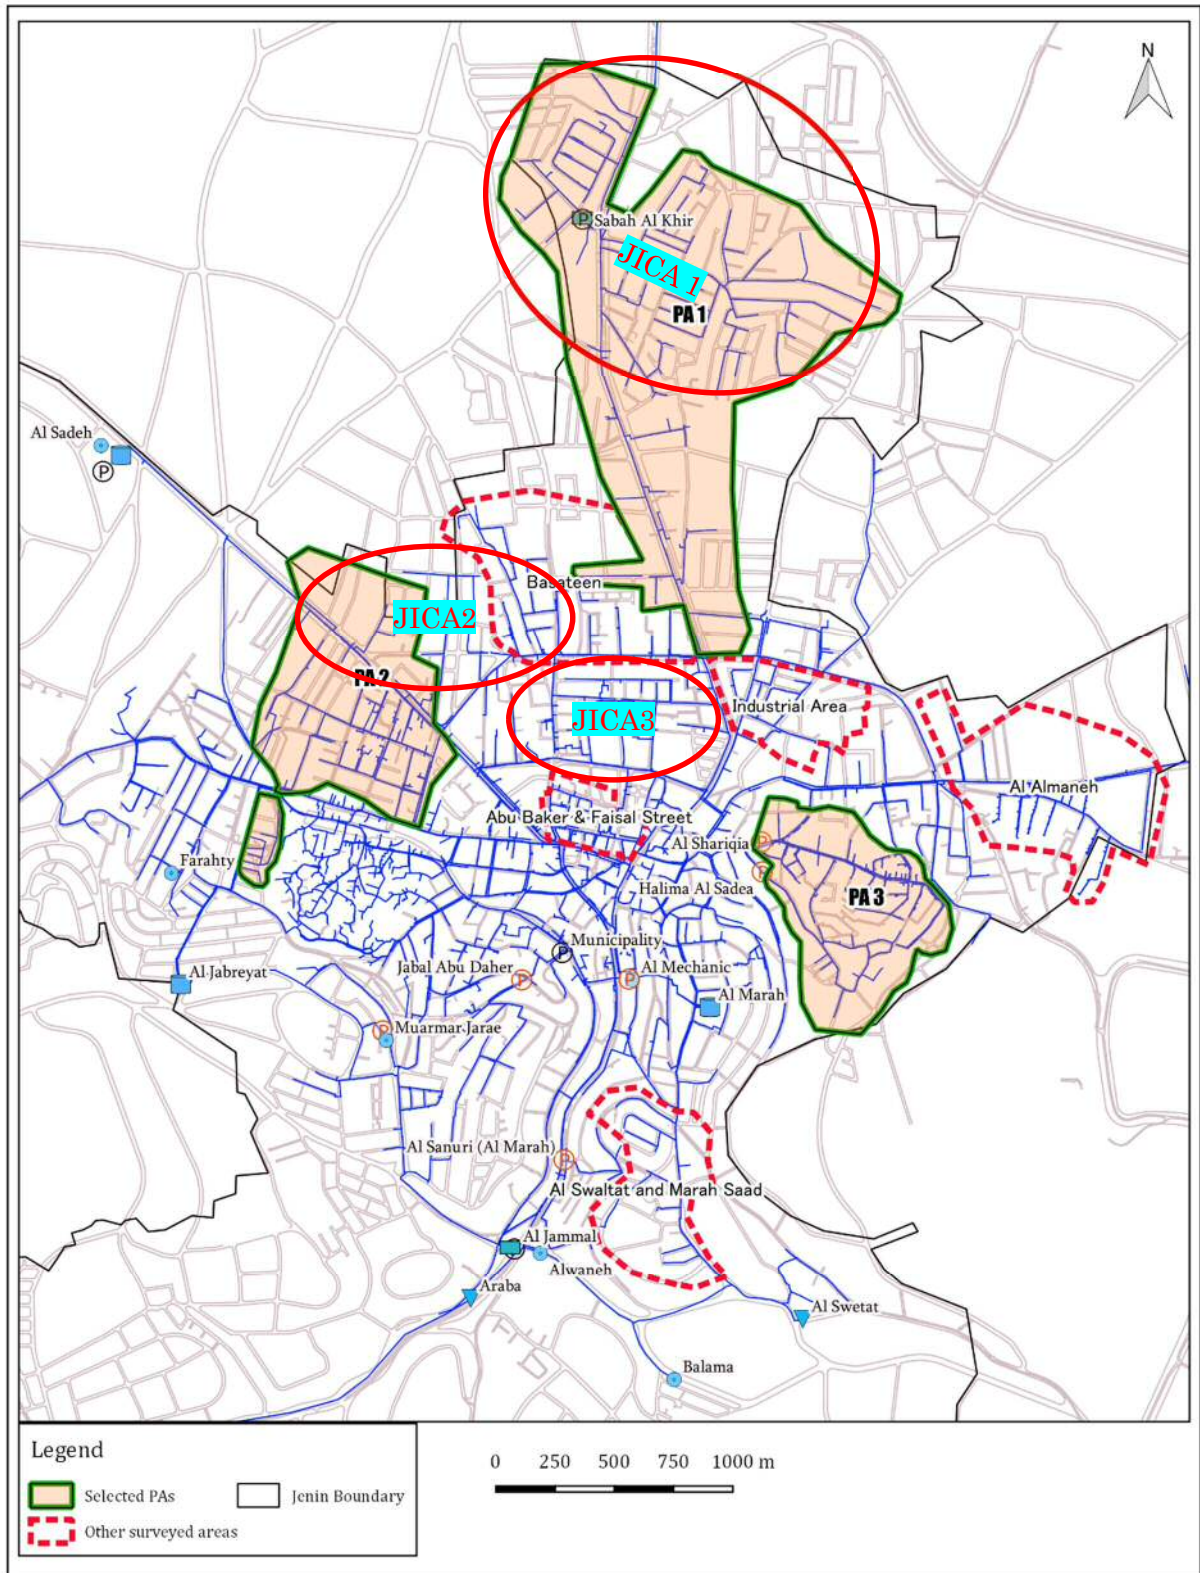 N
P
Sabah Al Khir
JICA 1
PA 1
Al Sadeh
P
Basateen
JICA2
PA 2
JICA3
Industrial Area
Al Almaneh
Abu Baker & Faisal Street
Al Shariqia
P
Farahty
Halima Al Sadea
P
PA 3
Municipality
P
Jabal Abu Daher
P
Al Mechanic
P
Al Jabreyat
Al Marah
P
Muarmar Jarae
Al Sanuri (Al Marah)
P
Al Swaltat and Marah Saad
Al Jammal
Alwaneh
Araba
Al Swetat
Balama
Legend
Selected PAs
Jenin Boundary
Other surveyed areas
0 250 500 750 1000 m